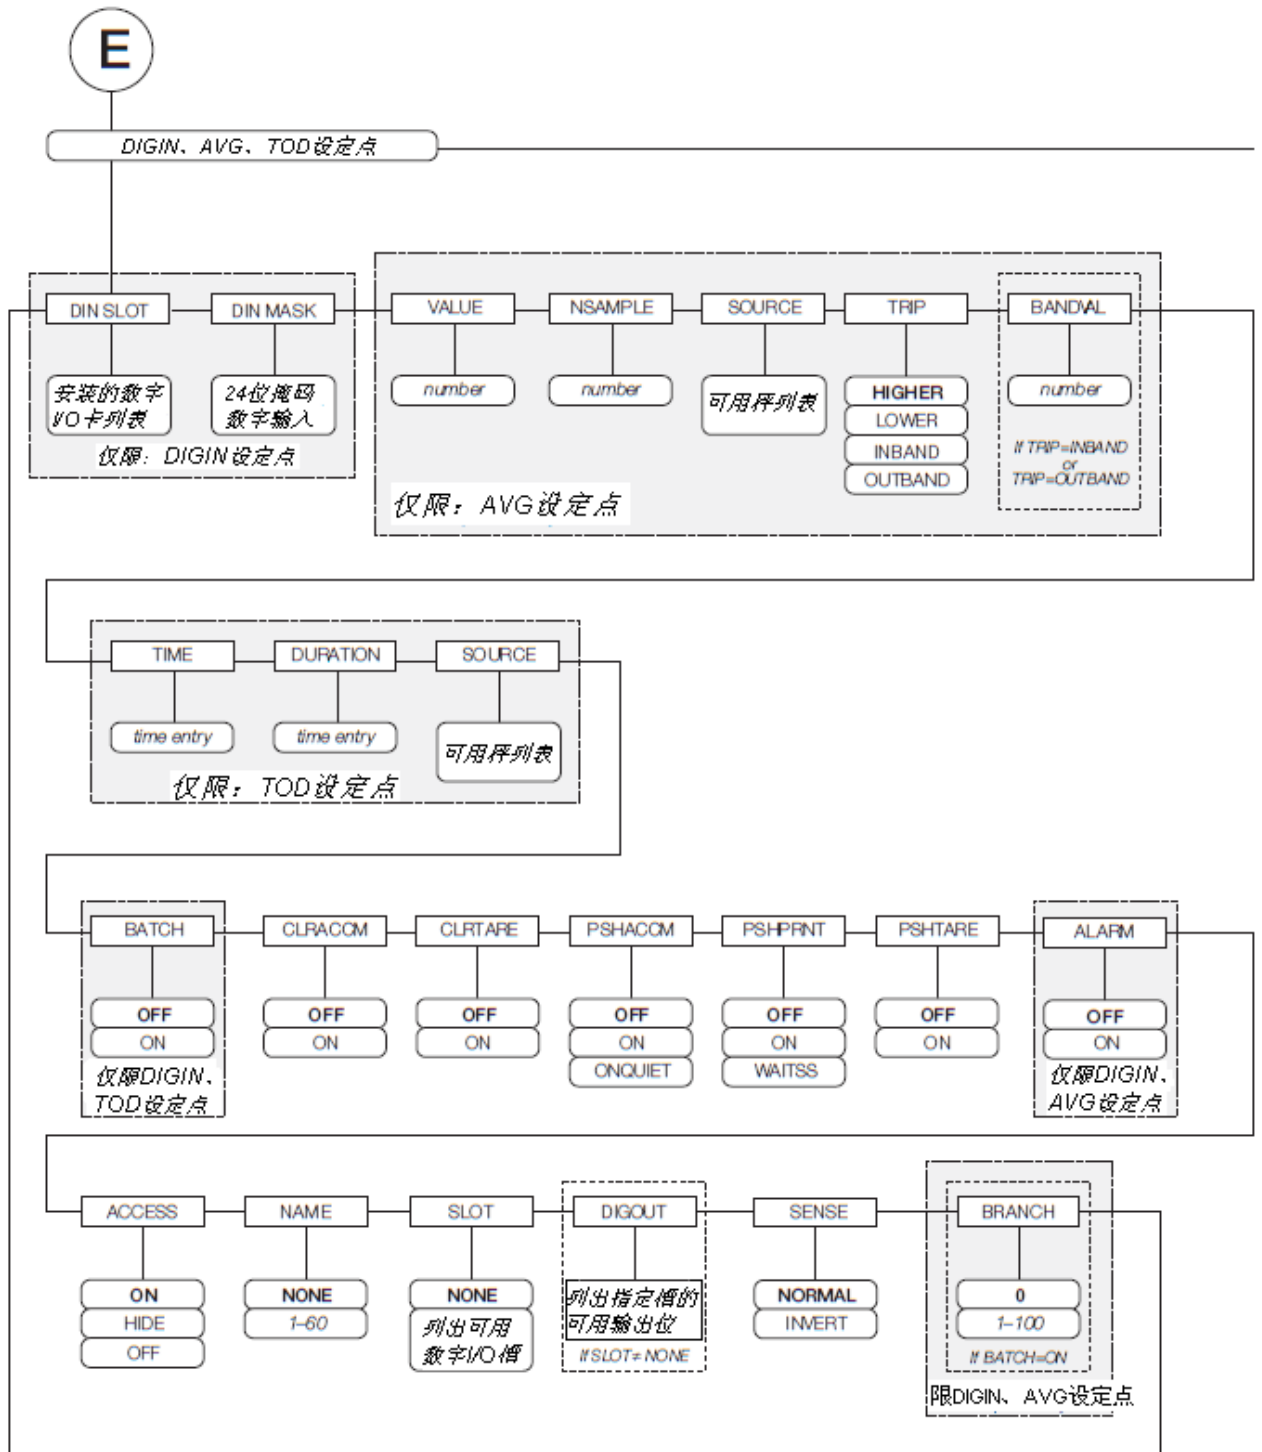 E
DIGIN、AVG、TOD设定点
DIN SLOT
DIN MASK
VALUE
NSAMPLE
SOURCE
TRIP
BANDVAL
安装的数字
I/O卡列表
24位掩码
数字输入
number
number
可用秤列表
HIGHER
LOWER
INBAND
OUTBAND
number
If TRIP=INBAND
or
TRIP=OUTBAND
仅限：DIGIN设定点
仅限：AVG设定点
TIME
DURATION
SOURCE
time entry
time entry
可用秤列表
仅限：TOD设定点
BATCH
CLRACCM
CLRTARE
PSHACCM
PSHPRNT
PSHTARE
ALARM
OFF
ON
OFF
ON
OFF
ON
OFF
ON
ONQUIET
OFF
ON
WAITSS
OFF
ON
OFF
ON
仅限DIGIN、
TOD设定点
仅限DIGIN、
AVG设定点
ACCESS
NAME
SLOT
DIGOUT
SENSE
BRANCH
ON
HIDE
OFF
NONE
1–60
NONE
列出可用
数字I/O槽
列出指定槽的
可用输出位
If SLOT≠NONE
NORMAL
INVERT
0
1–100
If BATCH=ON
限DIGIN、AVG设定点